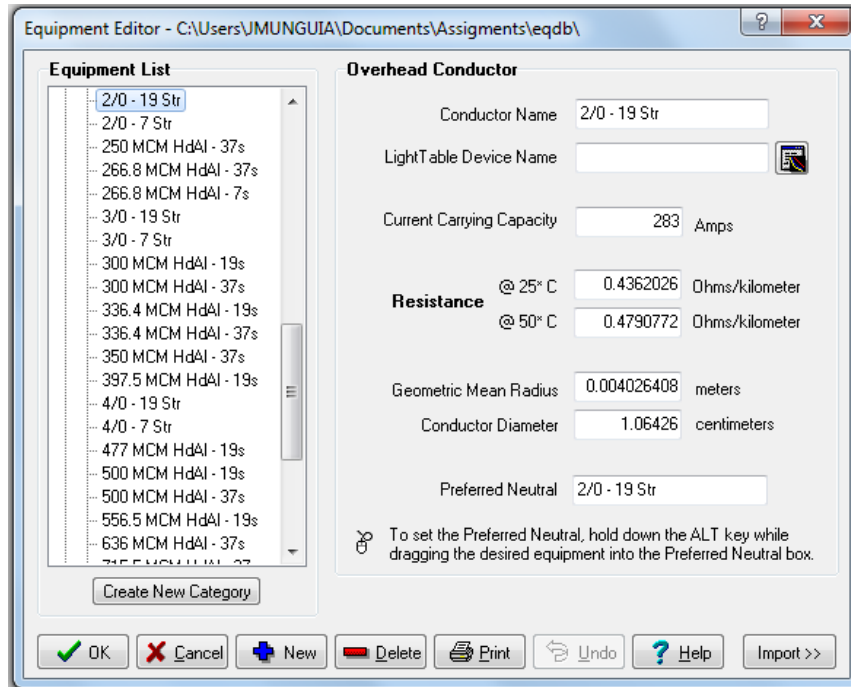 Equipment Editor - C:\Users\JMUNGUIA\Documents\Assigments\eqdb\
Equipment List
2/0 - 19 Str
2/0 - 7 Str
250 MCM HdAl - 37s
266.8 MCM HdAl - 37s
266.8 MCM HdAl - 7s
3/0 - 19 Str
3/0 - 7 Str
300 MCM HdAl - 19s
300 MCM HdAl - 37s
336.4 MCM HdAl - 19s
336.4 MCM HdAl - 37s
350 MCM HdAl - 37s
397.5 MCM HdAl - 19s
4/0 - 19 Str
4/0 - 7 Str
477 MCM HdAl - 19s
500 MCM HdAl - 19s
500 MCM HdAl - 37s
556.5 MCM HdAl - 19s
636 MCM HdAl - 37s
Create New Category
Overhead Conductor
Conductor Name 2/0 - 19 Str
LightTable Device Name
Current Carrying Capacity 283 Amps
Resistance
@ 25° C 0.4362026 Ohms/kilometer
@ 50° C 0.4790772 Ohms/kilometer
Geometric Mean Radius 0.004026408 meters
Conductor Diameter 1.06426 centimeters
Preferred Neutral 2/0 - 19 Str
To set the Preferred Neutral, hold down the ALT key while
dragging the desired equipment into the Preferred Neutral box.
OK Cancel New Delete Print Undo Help Import >>